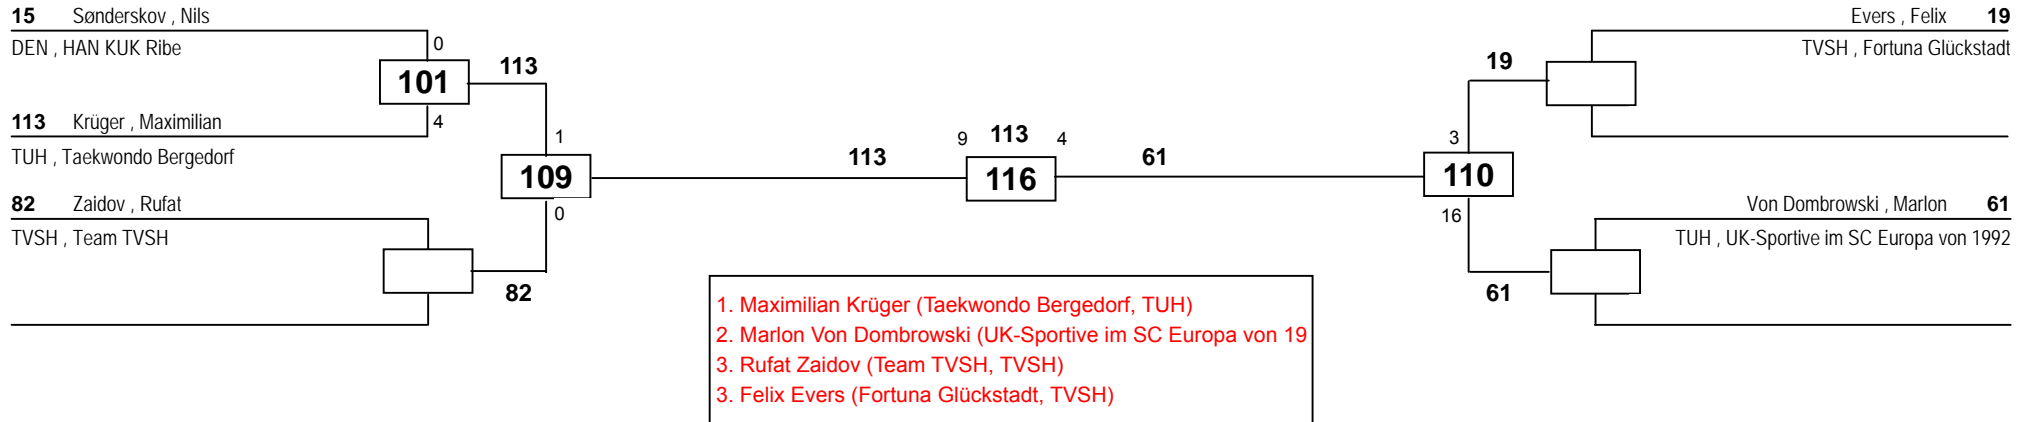 15 Sønderskov , Nils
DEN , HAN KUK Ribe
0
101
113
113 Krüger , Maximilian
4
TUH , Taekwondo Bergedorf
1
109
0
82 Zaidov , Rufat
TVSH , Team TVSH
82
113
9 113 4
116
61
Evers , Felix 19
TVSH , Fortuna Glückstadt
19
3
110
16
Von Dombrowski , Marlon 61
TUH , UK-Sportive im SC Europa von 1992
61
1. Maximilian Krüger (Taekwondo Bergedorf, TUH)
2. Marlon Von Dombrowski (UK-Sportive im SC Europa von 19
3. Rufat Zaidov (Team TVSH, TVSH)
3. Felix Evers (Fortuna Glückstadt, TVSH)